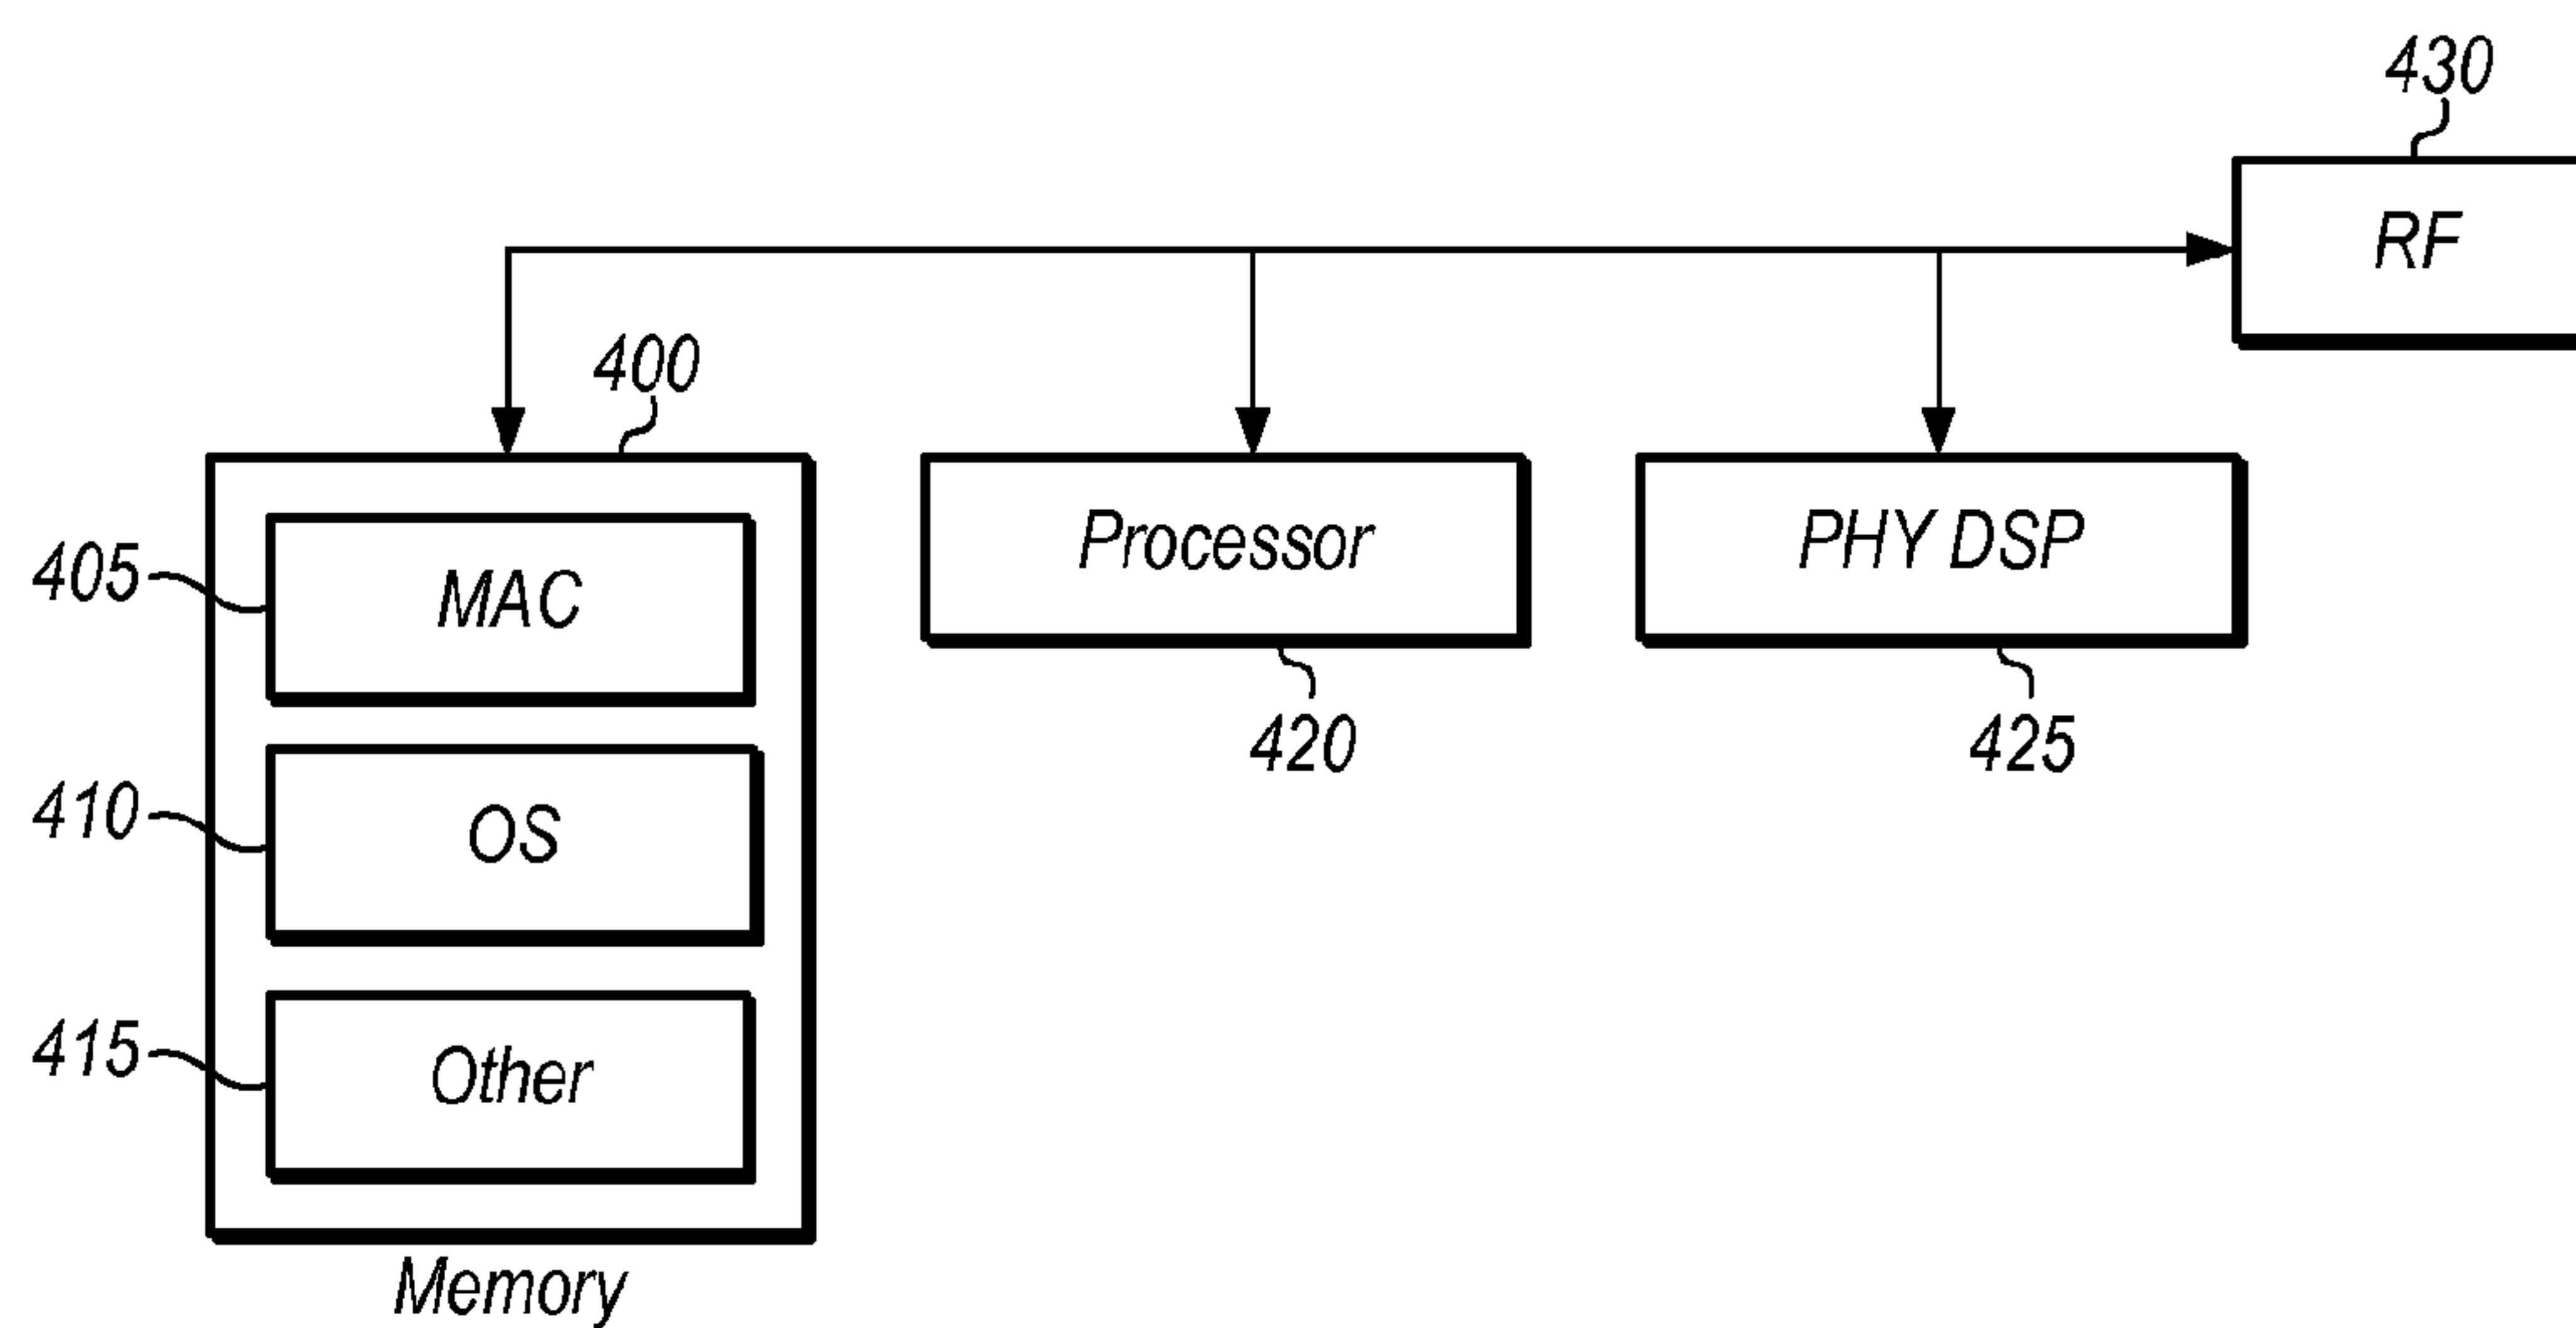 430
RF
400
405
MAC
Processor
PHY DSP
420
425
410
OS
415
Other
Memory